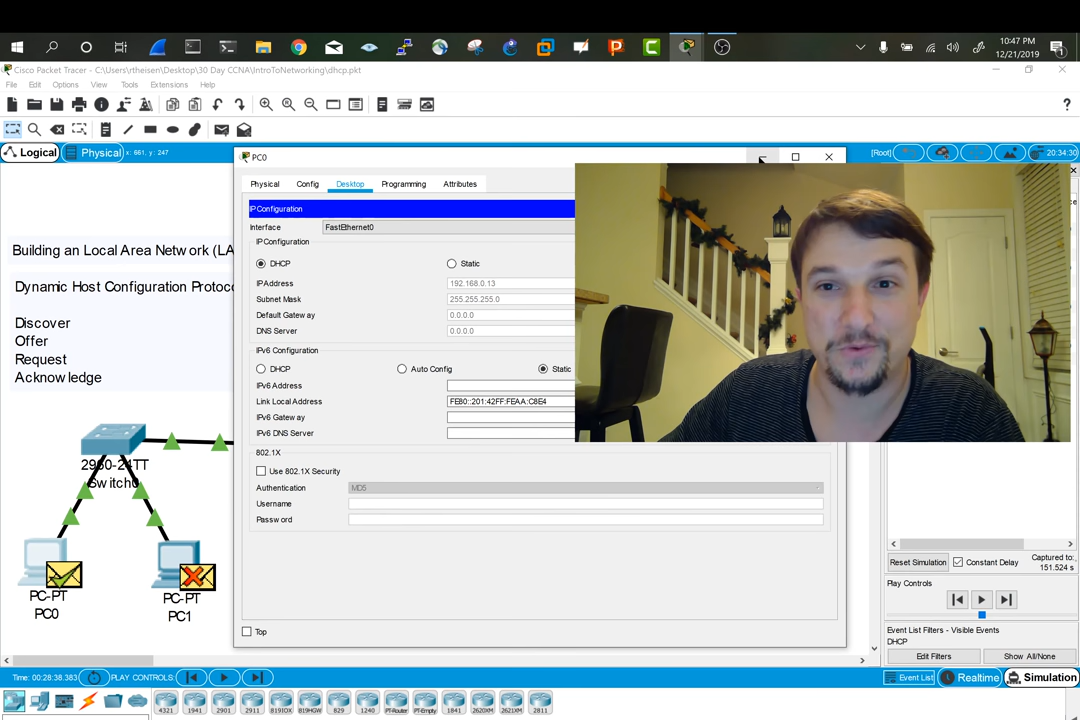 10:47 PM
12/21/2019
Cisco Packet Tracer - C:\Users\rtheisen\Desktop\30 Day CCNA\IntroToNetworking\dhcp.pkt
File Edit Options View Tools Extensions Help
?
Logical Physical x: 661, y: 247 [Root] 20:34:30
PC0
Physical Config Desktop Programming Attributes
IP Configuration
Interface FastEthernet0
IP Configuration
DHCP Static
IP Address 192.168.0.13
Subnet Mask 255.255.255.0
Default Gateway 0.0.0.0
DNS Server 0.0.0.0
IPv6 Configuration
DHCP Auto Config Static
IPv6 Address
Link Local Address FE80::201:42FF:FEAA:C8E4
IPv6 Gateway
IPv6 DNS Server
802.1X
Use 802.1X Security
Authentication MD5
Username
Password
Top
Building an Local Area Network (LA
Dynamic Host Configuration Protoc
Discover
Offer
Request
Acknowledge
2960-24TT
Switch0
PC-PT
PC0
PC-PT
PC1
Reset Simulation Constant Delay Captured to:
151.524 s
Play Controls
Event List Filters - Visible Events
DHCP
Edit Filters Show All/None
Time: 00:28:38.383 PLAY CONTROLS: Event List Realtime Simulation
4321 1941 2901 2911 819IOX 819HGW 829 1240 PT-Router PT-Empty 1841 2620XM 2621XM 2811